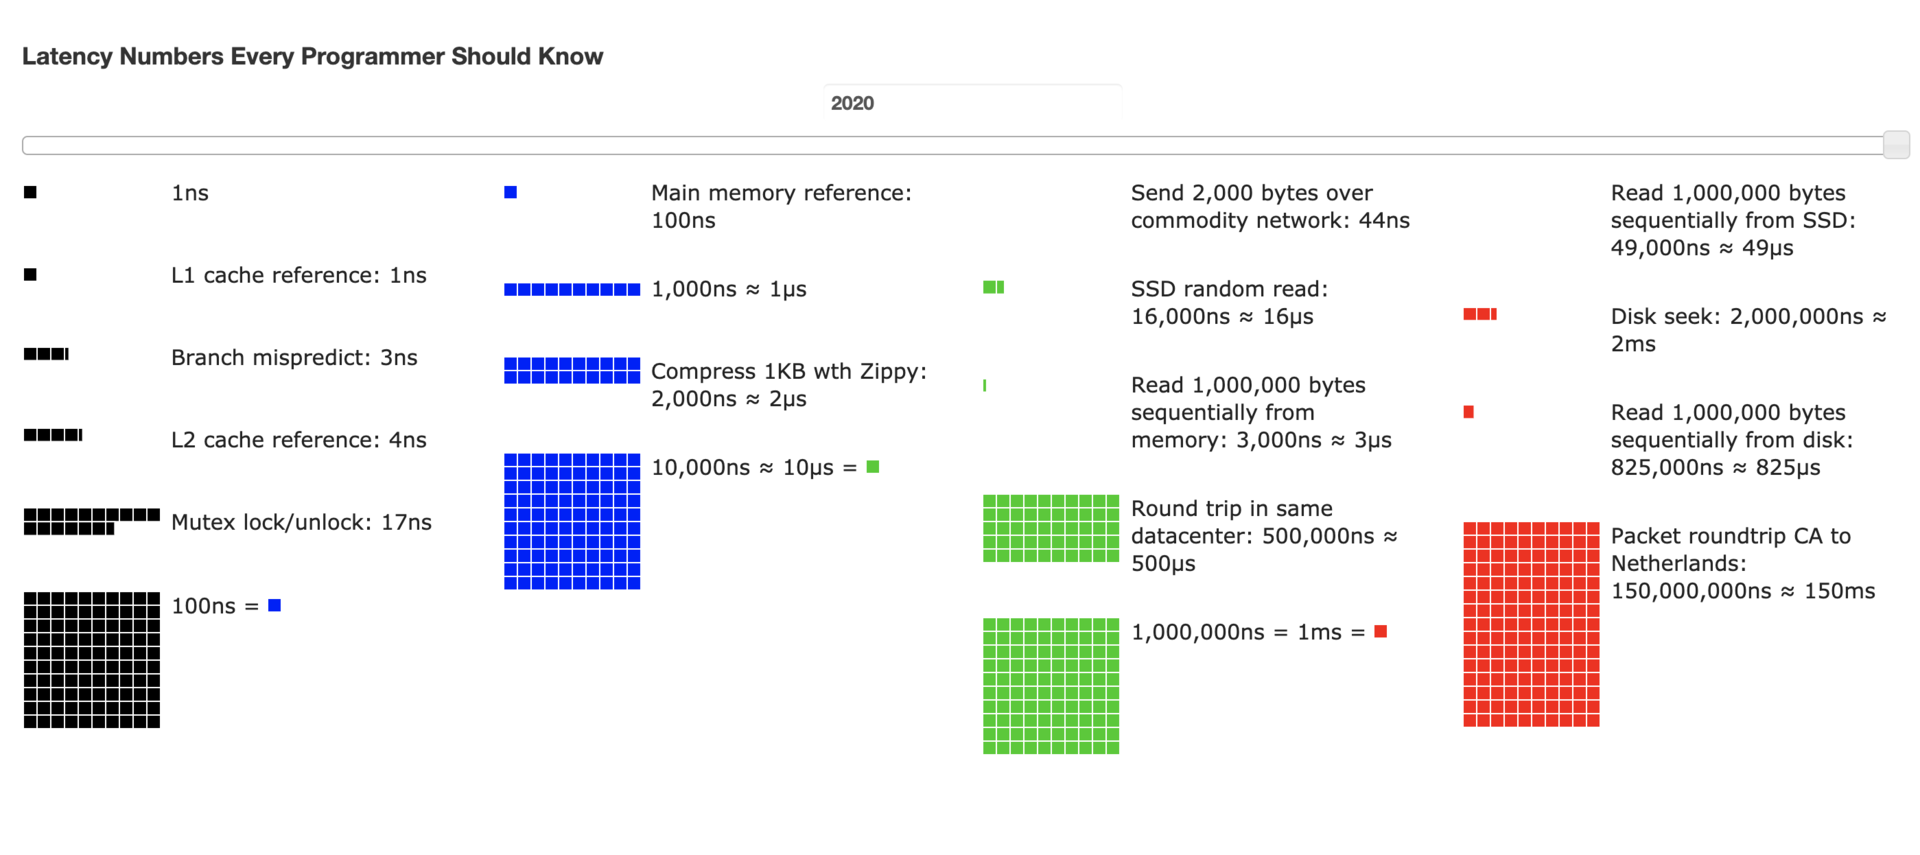 Latency Numbers Every Programmer Should Know
2020
1ns
L1 cache reference: 1ns
Branch mispredict: 3ns
L2 cache reference: 4ns
Mutex lock/unlock: 17ns
100ns =
Main memory reference:
100ns
1,000ns ≈ 1μs
Compress 1KB wth Zippy:
2,000ns ≈ 2μs
10,000ns ≈ 10μs =
Send 2,000 bytes over
commodity network: 44ns
SSD random read:
16,000ns ≈ 16μs
Read 1,000,000 bytes
sequentially from
memory: 3,000ns ≈ 3μs
Round trip in same
datacenter: 500,000ns ≈
500μs
1,000,000ns = 1ms =
Read 1,000,000 bytes
sequentially from SSD:
49,000ns ≈ 49μs
Disk seek: 2,000,000ns ≈
2ms
Read 1,000,000 bytes
sequentially from disk:
825,000ns ≈ 825μs
Packet roundtrip CA to
Netherlands:
150,000,000ns ≈ 150ms